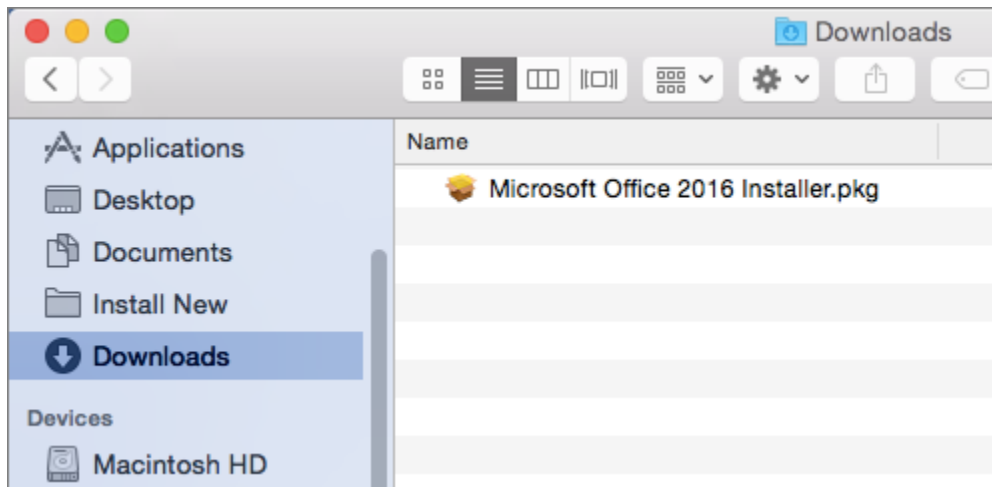 Downloads
Name
Applications
Microsoft Office 2016 Installer.pkg
Desktop
Documents
Install New
Downloads
Devices
Macintosh HD